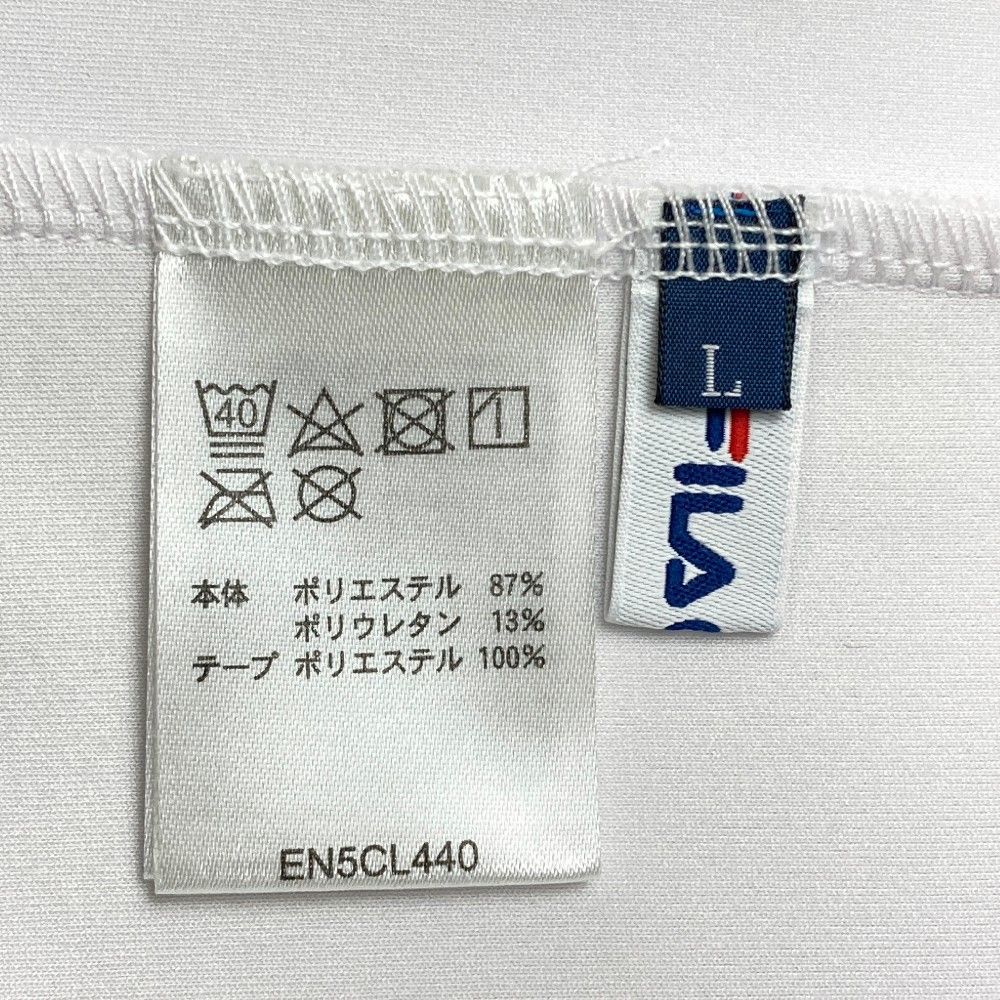 40
1
本体 ポリエステル 87%
ポリウレタン 13%
テープ ポリエステル 100%
EN5CL440
L
FILA